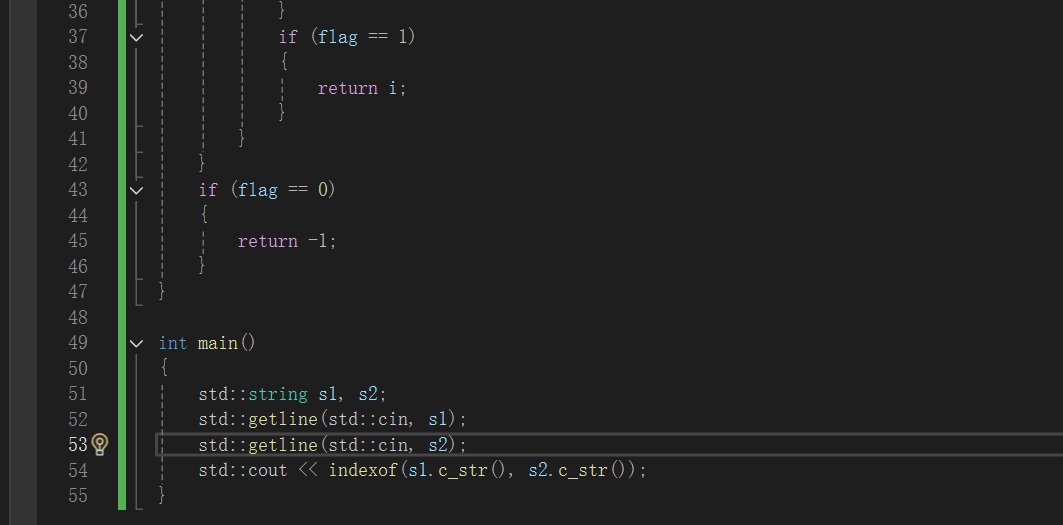 36 }
37 if (flag == 1)
38 {
39 return i;
40 }
41 }
42 }
43 if (flag == 0)
44 {
45 return -1;
46 }
47 }
48
49 int main()
50 {
51 std::string s1, s2;
52 std::getline(std::cin, s1);
53 std::getline(std::cin, s2);
54 std::cout << indexof(s1.c_str(), s2.c_str());
55 }